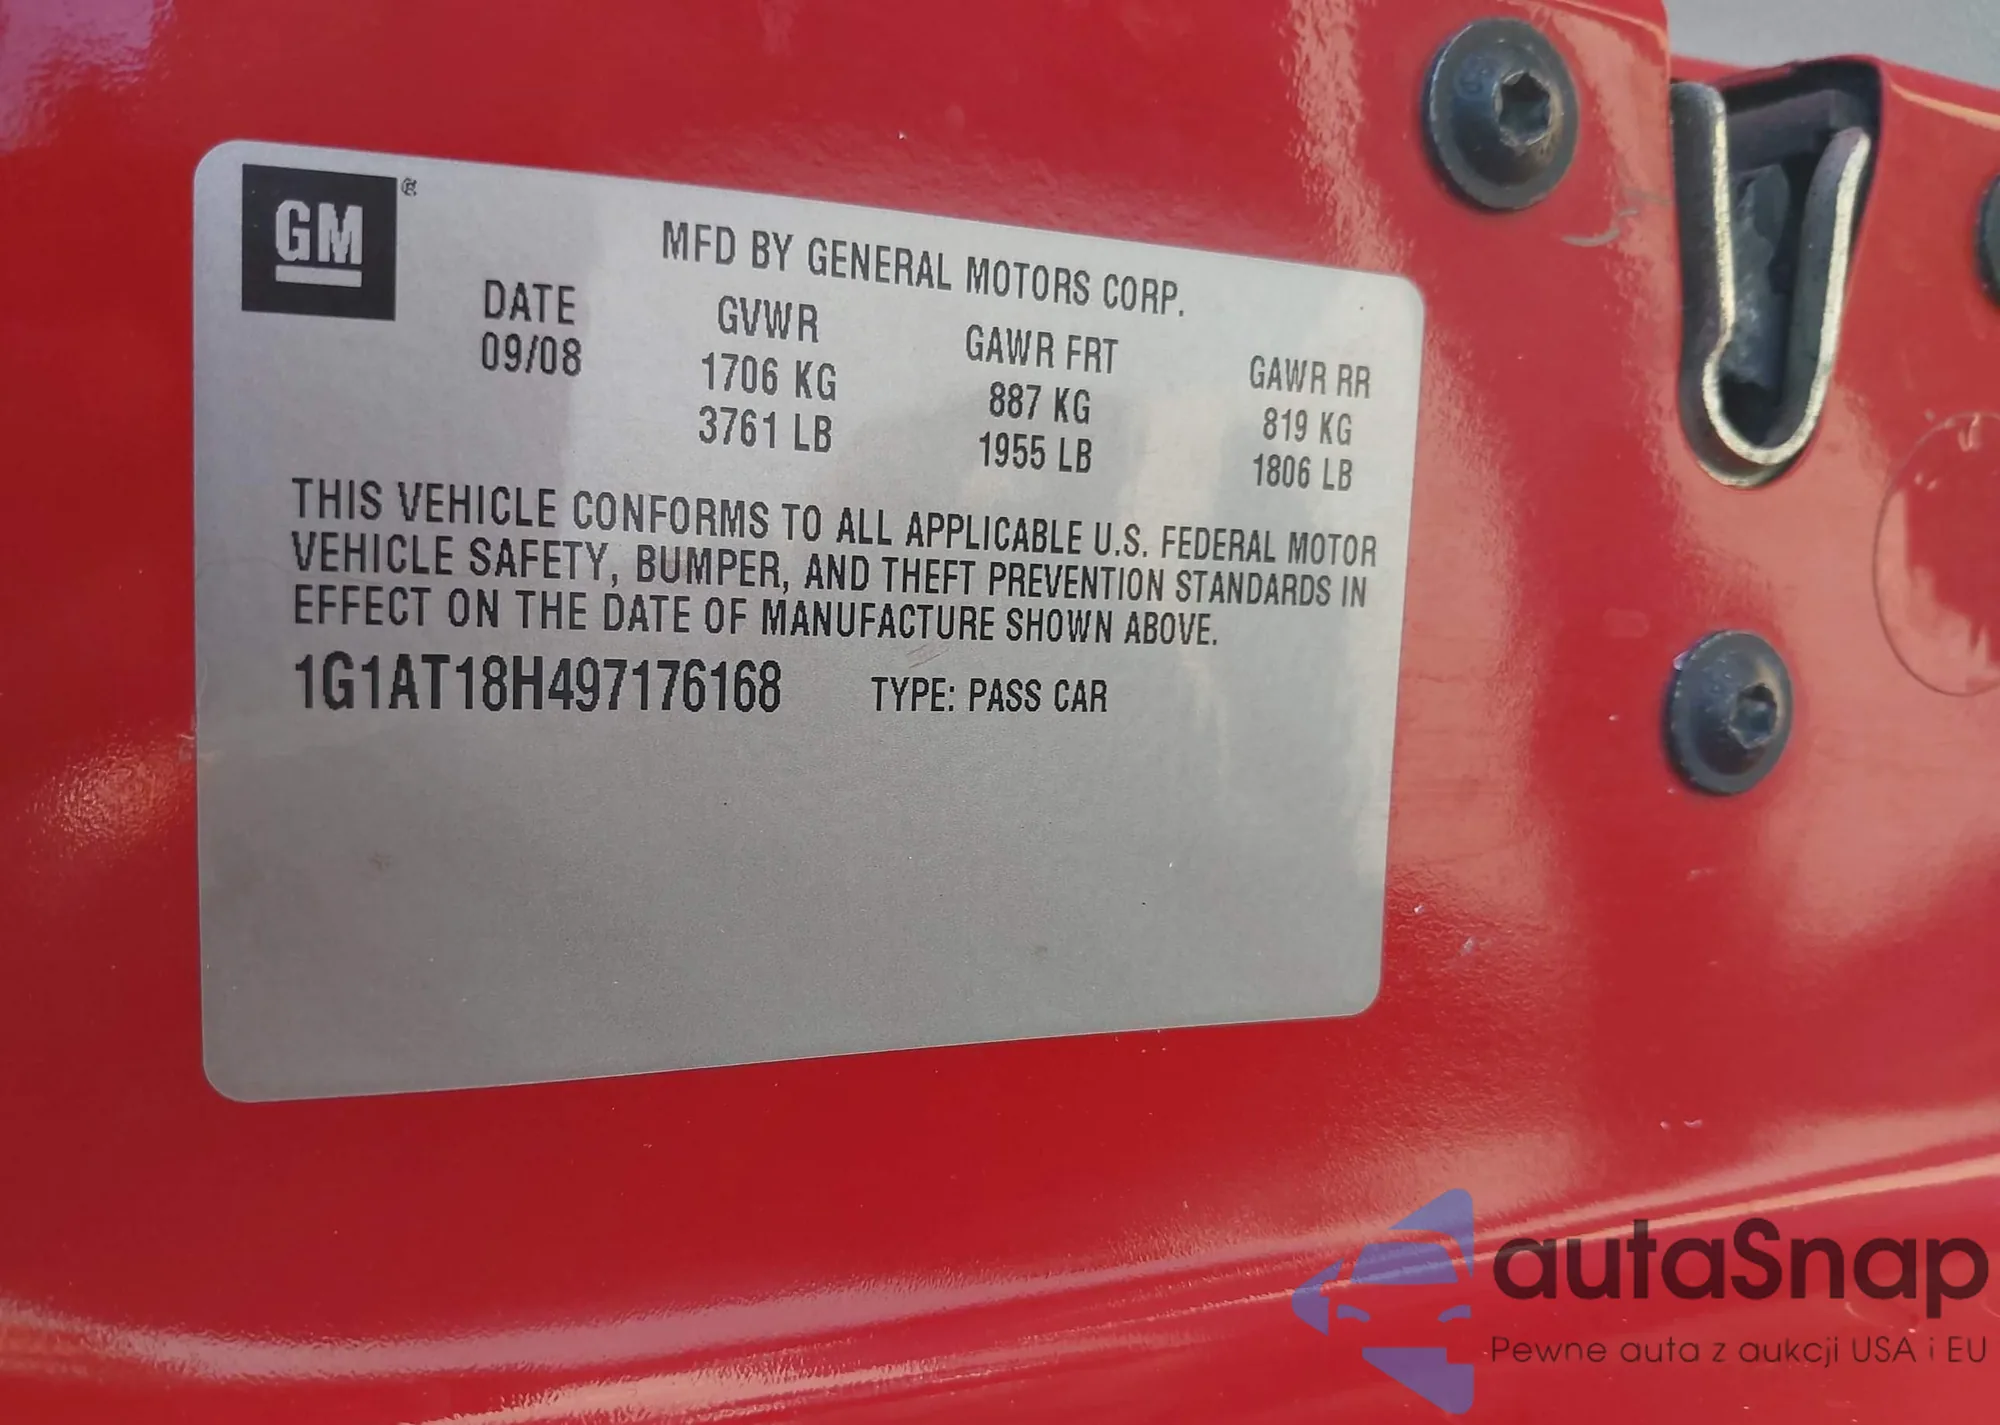 GM®
MFD BY GENERAL MOTORS CORP.
DATE GVWR GAWR FRT GAWR RR
09/08 1706 KG 887 KG 819 KG
3761 LB 1955 LB 1806 LB
THIS VEHICLE CONFORMS TO ALL APPLICABLE U.S. FEDERAL MOTOR
VEHICLE SAFETY, BUMPER, AND THEFT PREVENTION STANDARDS IN
EFFECT ON THE DATE OF MANUFACTURE SHOWN ABOVE.
1G1AT18H497176168 TYPE: PASS CAR
autaSnap
Pewne auta z aukcji USA i EU